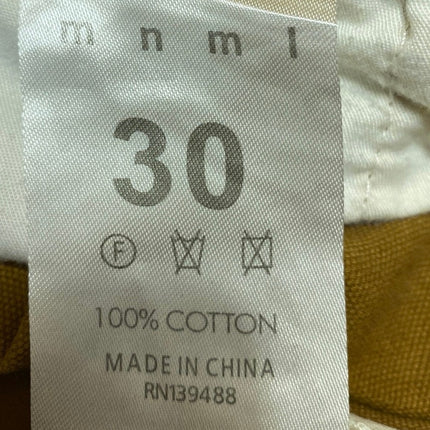 m n m l
30
F
100% COTTON
MADE IN CHINA
RN139488